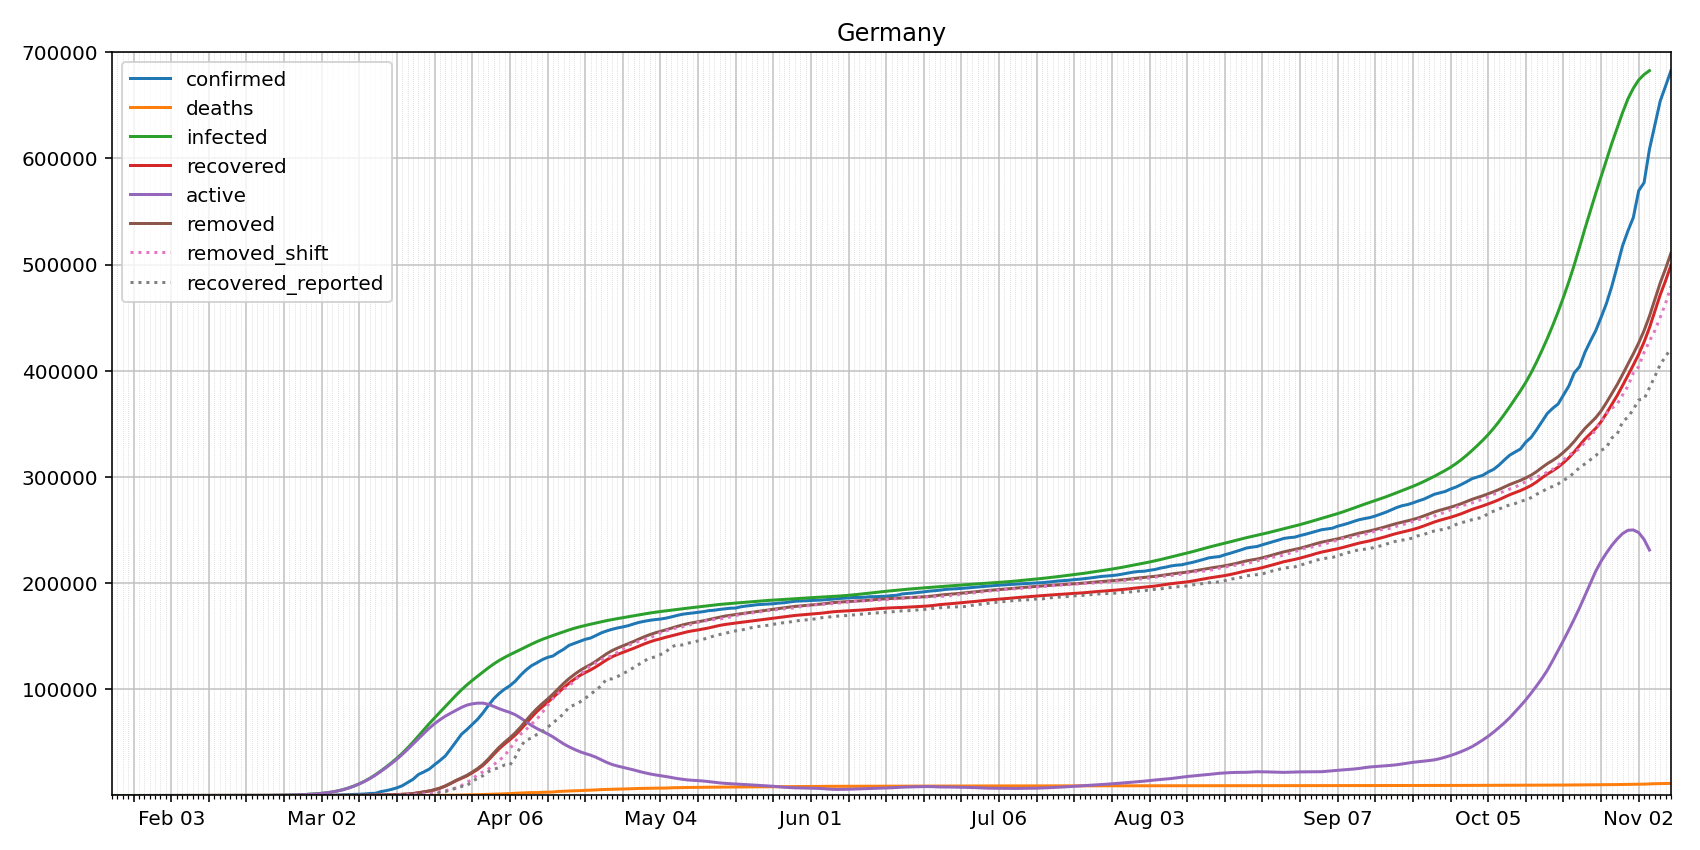 Germany
700000
600000
500000
400000
300000
200000
100000
confirmed
deaths
infected
recovered
active
removed
removed_shift
recovered_reported
Feb 03 Mar 02 Apr 06 May 04 Jun 01 Jul 06 Aug 03 Sep 07 Oct 05 Nov 02